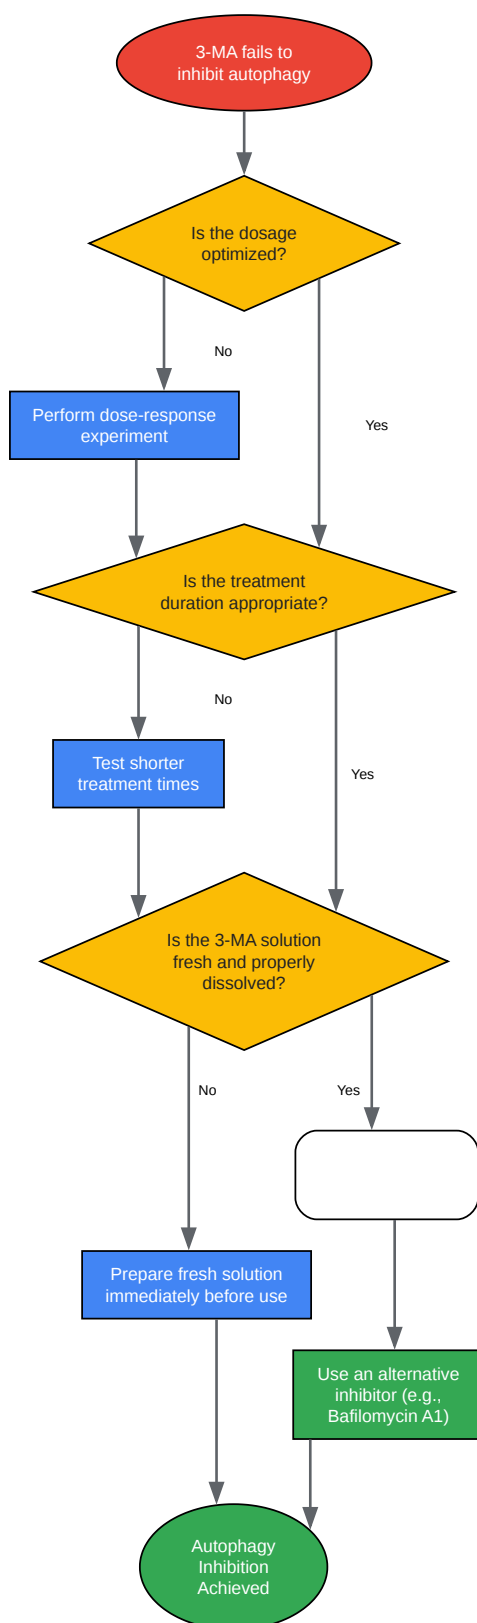 3-MA fails to
inhibit autophagy
Is the dosage
optimized?
No
Yes
Perform dose-response
experiment
Is the treatment
duration appropriate?
No
Yes
Test shorter
treatment times
Is the 3-MA solution
fresh and properly
dissolved?
No
Yes
Prepare fresh solution
immediately before use
Use an alternative
inhibitor (e.g.,
Bafilomycin A1)
Autophagy
Inhibition
Achieved